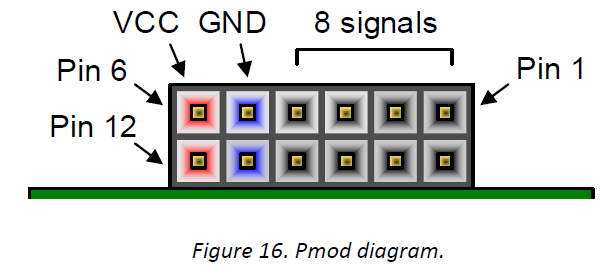 VCC GND 8 signals
Pin 6 Pin 1
Pin 12
Figure 16. Pmod diagram.